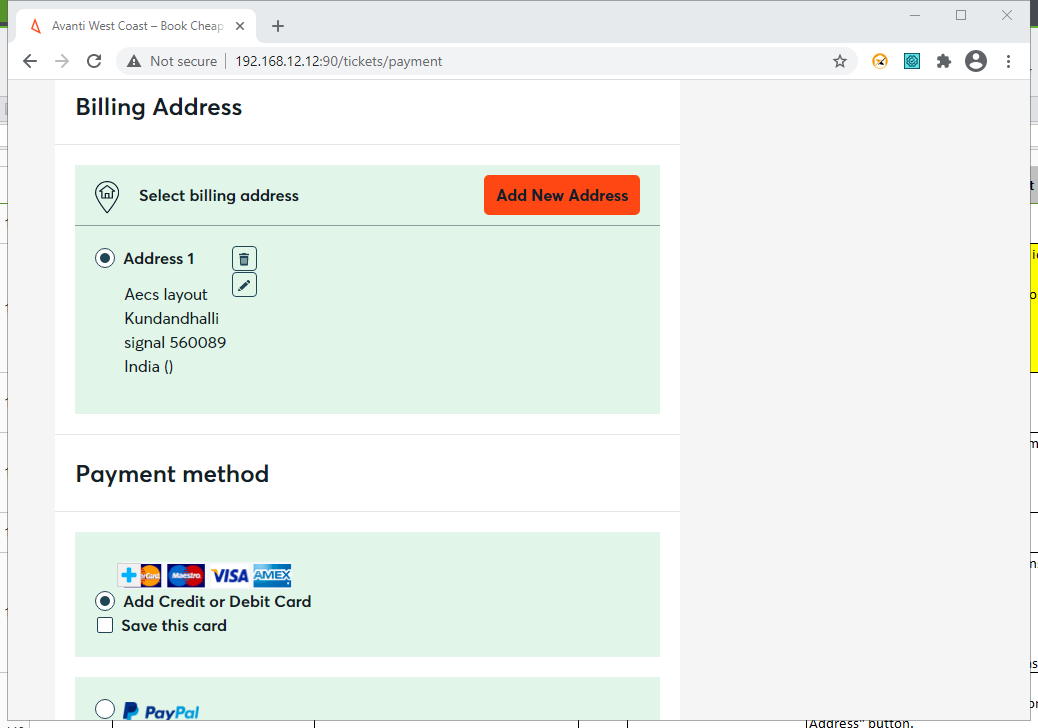 Avanti West Coast – Book Cheap
Not secure
192.168.12.12:90/tickets/payment
Billing Address
Select billing address
Add New Address
Address 1
Aecs layout
Kundandhalli
signal 560089
India ()
Payment method
Maestro
VISA
AMEX
Add Credit or Debit Card
Save this card
PayPal
Address" button.